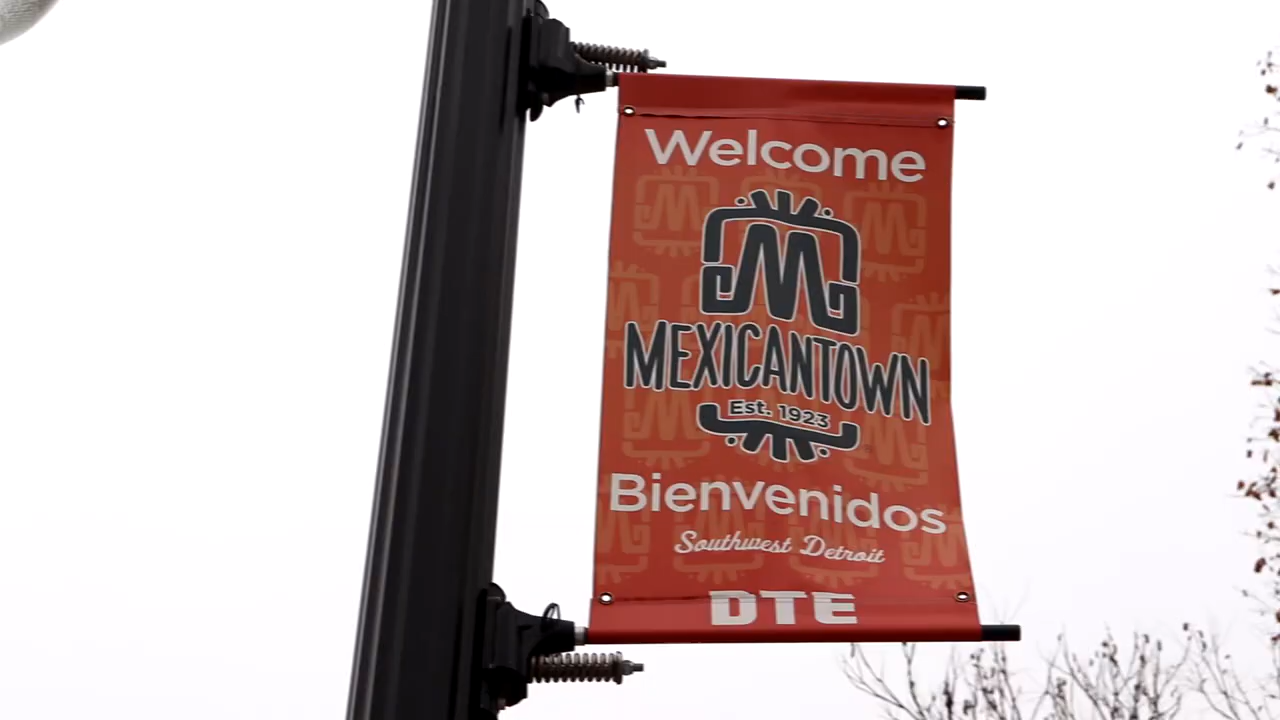 Welcome
M
MEXICANTOWN
Est. 1923
Bienvenidos
Southwest Detroit
DTE